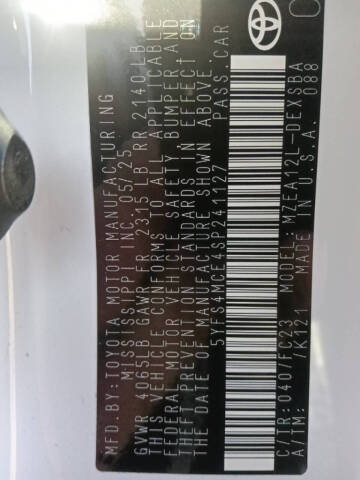 MFD.BY:TOYOTA MOTOR MANUFACTURING
MISSISSIPPI INC. 05/25
GVWR 4065LB GAWR FR 2315 LB RR 2140 LB
THIS VEHICLE CONFORMS TO ALL APPLICABLE
FEDERAL MOTOR VEHICLE SAFETY BUMPER AND
THEFT PREVENTION STANDARDS IN EFFECT ON
THE DATE OF MANUFACTURE SHOWN ABOVE.
5YFS4MCE4SP241127 PASS.CAR
TOYOTA
C/TR:040/FC23 MODEL:MZEA12L-DEXSBA
A/TM: /K121 MADE IN U.S.A. 088